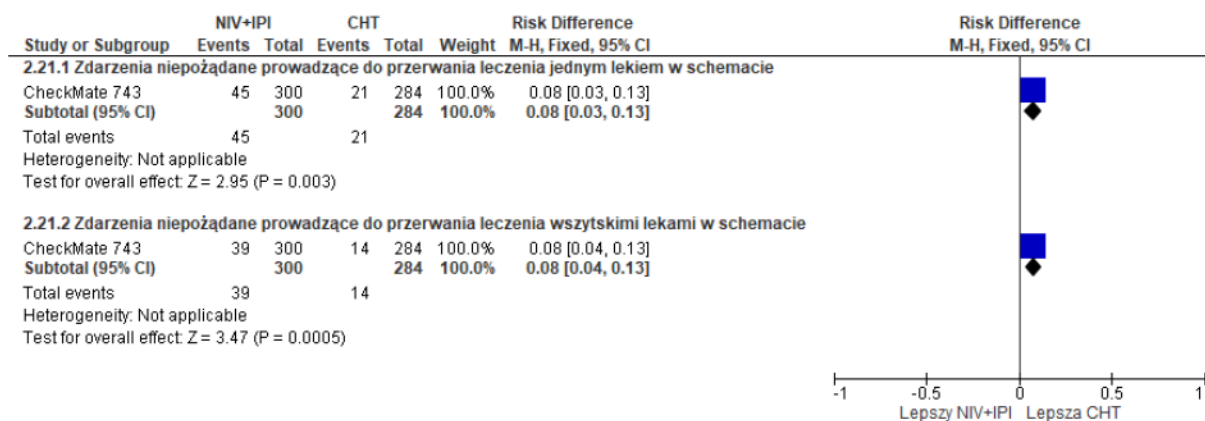 NIV+IPI CHT Risk Difference Risk Difference
Study or Subgroup Events Total Events Total Weight M-H, Fixed, 95% CI M-H, Fixed, 95% CI
2.21.1 Zdarzenia niepożądane prowadzące do przerwania leczenia jednym lekiem w schemacie
CheckMate 743 45 300 21 284 100.0% 0.08 [0.03, 0.13]
Subtotal (95% CI) 300 284 100.0% 0.08 [0.03, 0.13]
Total events 45 21
Heterogeneity: Not applicable
Test for overall effect: Z = 2.95 (P = 0.003)
2.21.2 Zdarzenia niepożądane prowadzące do przerwania leczenia wszytskimi lekami w schemacie
CheckMate 743 39 300 14 284 100.0% 0.08 [0.04, 0.13]
Subtotal (95% CI) 300 284 100.0% 0.08 [0.04, 0.13]
Total events 39 14
Heterogeneity: Not applicable
Test for overall effect: Z = 3.47 (P = 0.0005)
-1 -0.5 0 0.5 1
Lepszy NIV+IPI Lepsza CHT